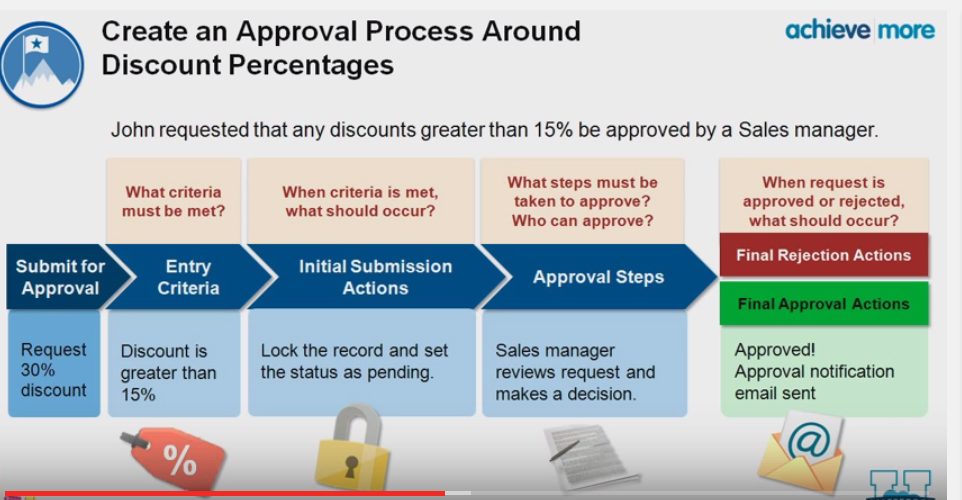 Create an Approval Process Around
Discount Percentages
achieve more
John requested that any discounts greater than 15% be approved by a Sales manager.
What criteria
must be met?
When criteria is met,
what should occur?
What steps must be
taken to approve?
Who can approve?
When request is
approved or rejected,
what should occur?
Submit for
Approval
Entry
Criteria
Initial Submission
Actions
Approval Steps
Final Rejection Actions
Final Approval Actions
Request
30%
discount
Discount is
greater than
15%
Lock the record and set
the status as pending.
Sales manager
reviews request and
makes a decision.
Approved!
Approval notification
email sent
%
@